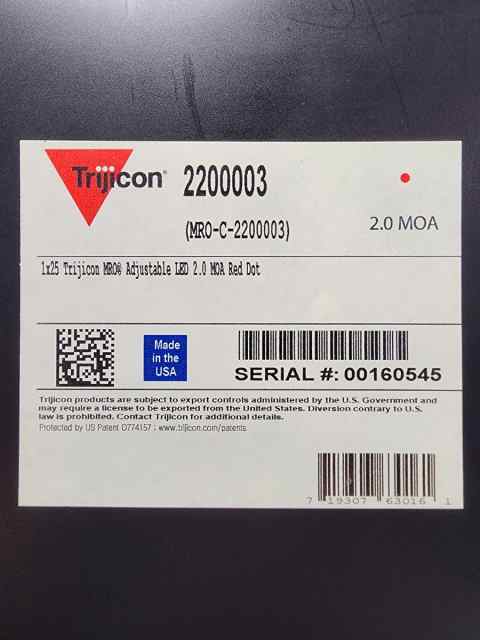 Trijicon® 2200003
(MRO-C-2200003)
2.0 MOA
1x25 Trijicon MRO® Adjustable LED 2.0 MOA Red Dot
Made
in the
USA
SERIAL #: 00160545
Trijicon products are subject to export controls administered by the U.S. Government and
may require a license to be exported from the United States. Diversion contrary to U.S.
law is prohibited. Contact Trijicon for additional details.
Protected by US Patent D774157 ; www.trijicon.com/patents
7 19307 63016 1